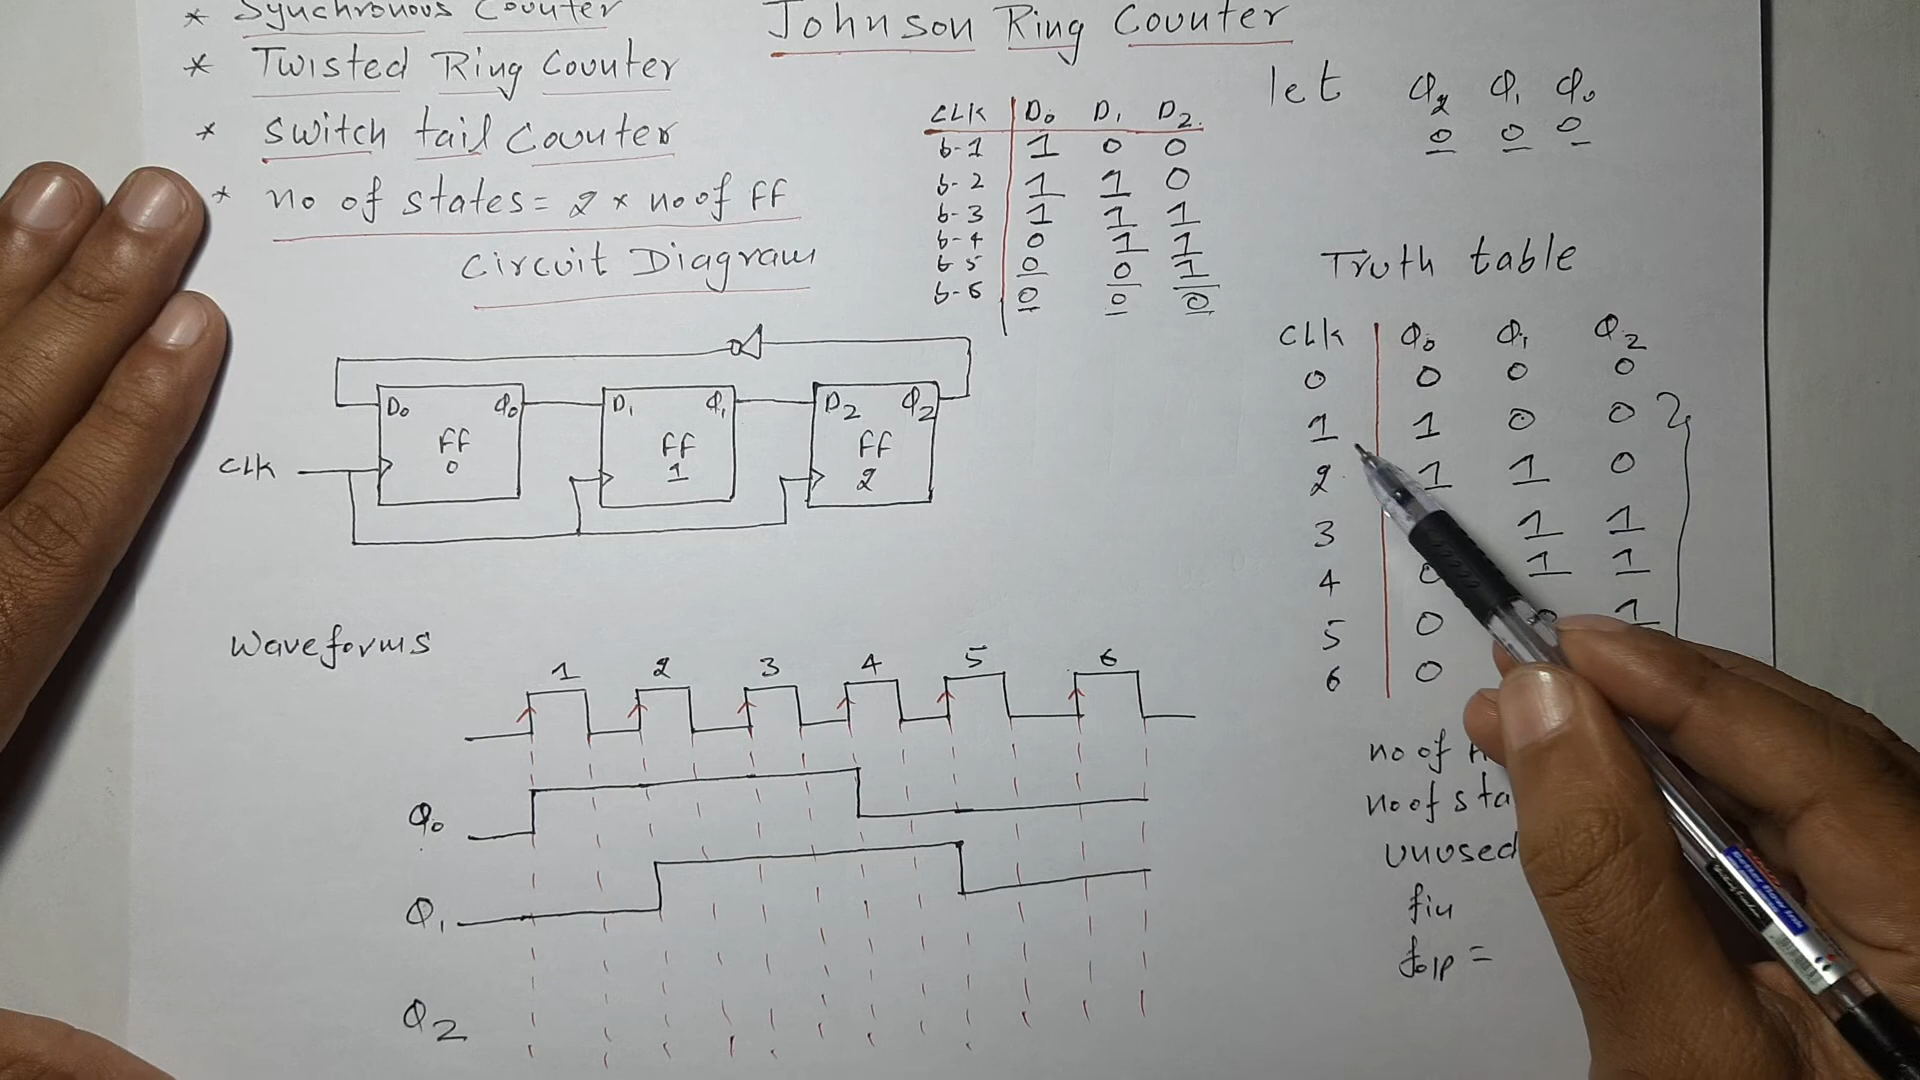 * Synchronous Counter
* Twisted Ring Counter
* Switch tail Counter
* no of states = 2 * no of FF
Johnson Ring Counter
CLK D0 D1 D2
b-1 1 0 0
b-2 1 1 0
b-3 1 1 1
b-4 0 1 1
b-5 0 0 1
b-6 0 0 0
let Q2 Q1 Q0
0 0 0
Circuit Diagram
D0 Q0 D1 Q1 D2 Q2
FF FF FF
0 1 2
CLK
Truth table
CLK Q0 Q1 Q2
0 0 0 0
1 1 0 0
2 1 1 0
3 1 1
4 0 1 1
5 0 0 1
6 0
Waveforms
1 2 3 4 5 6
Q0
Q1
Q2
no of
no of sta
unused
fin
fo/p =